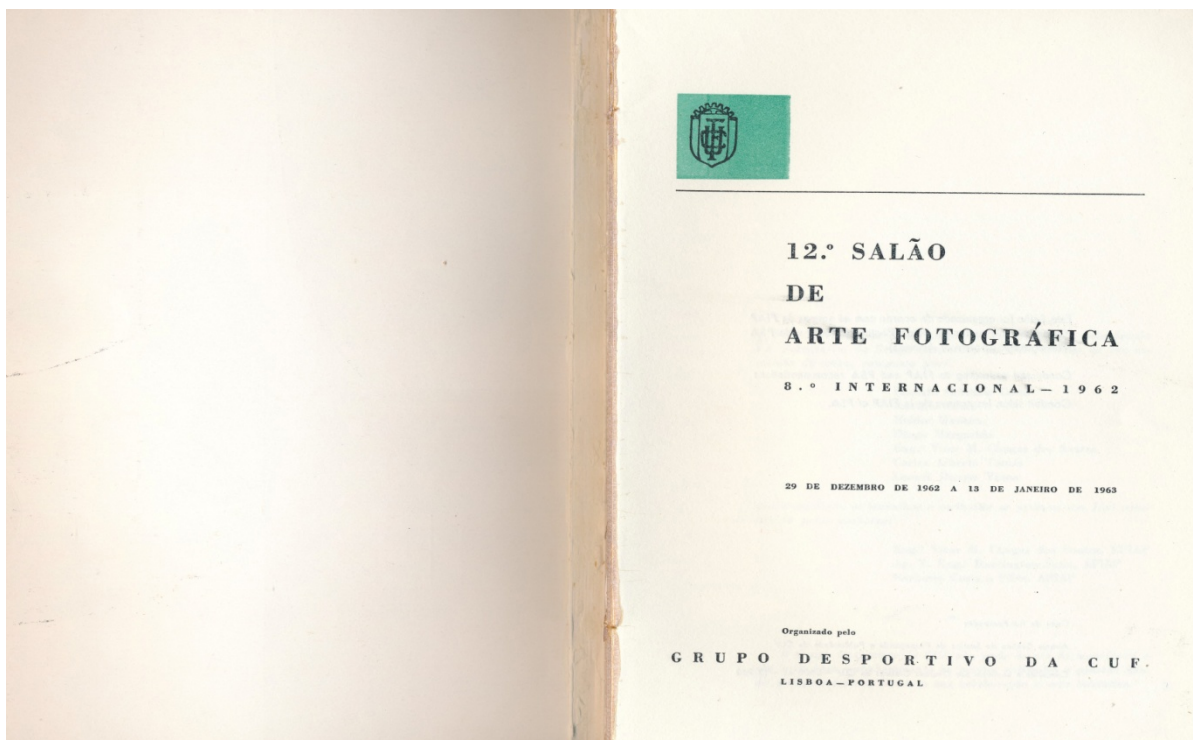 12.º SALÃO
DE
ARTE FOTOGRÁFICA
8.º INTERNACIONAL — 1962
29 DE DEZEMBRO DE 1962 A 13 DE JANEIRO DE 1963
Organizado pelo
GRUPO DESPORTIVO DA CUF
LISBOA — PORTUGAL